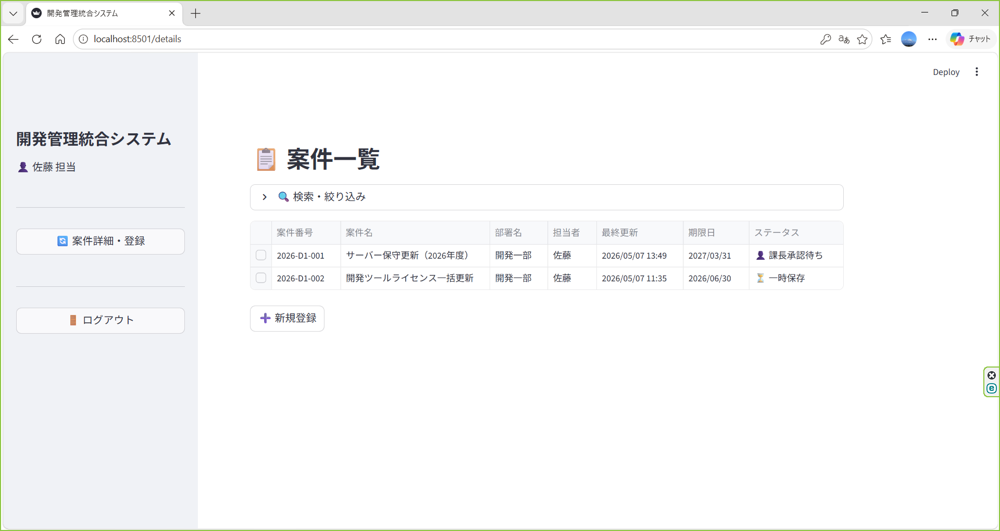 開発管理統合システム
localhost:8501/details
チャット
Deploy
開発管理統合システム
佐藤 担当
案件詳細・登録
ログアウト
案件一覧
検索・絞り込み
案件番号 案件名 部署名 担当者 最終更新 期限日 ステータス
2026-D1-001 サーバー保守更新（2026年度） 開発一部 佐藤 2026/05/07 13:49 2027/03/31 課長承認待ち
2026-D1-002 開発ツールライセンス一括更新 開発一部 佐藤 2026/05/07 11:35 2026/06/30 一時保存
新規登録